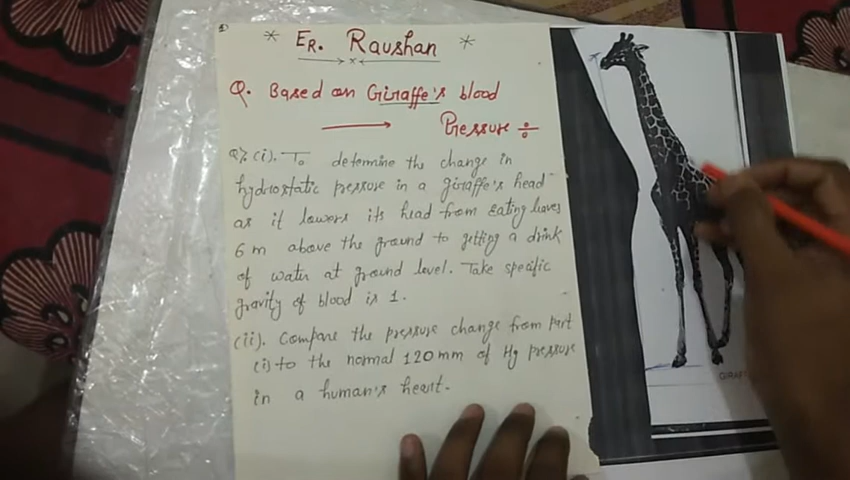 1
* ER. Raushan *
Q. Based on Giraffe's blood
Pressure ÷
Q⁄. (i). To determine the change in
hydrostatic pressure in a giraffe's head
as it lowers its head from eating leaves
6 m above the ground to getting a drink
of water at ground level. Take specific
gravity of blood is 1.
(ii). Compare the pressure change from part
(i) to the normal 120 mm of Hg pressure
in a human's heart.
GIRAF